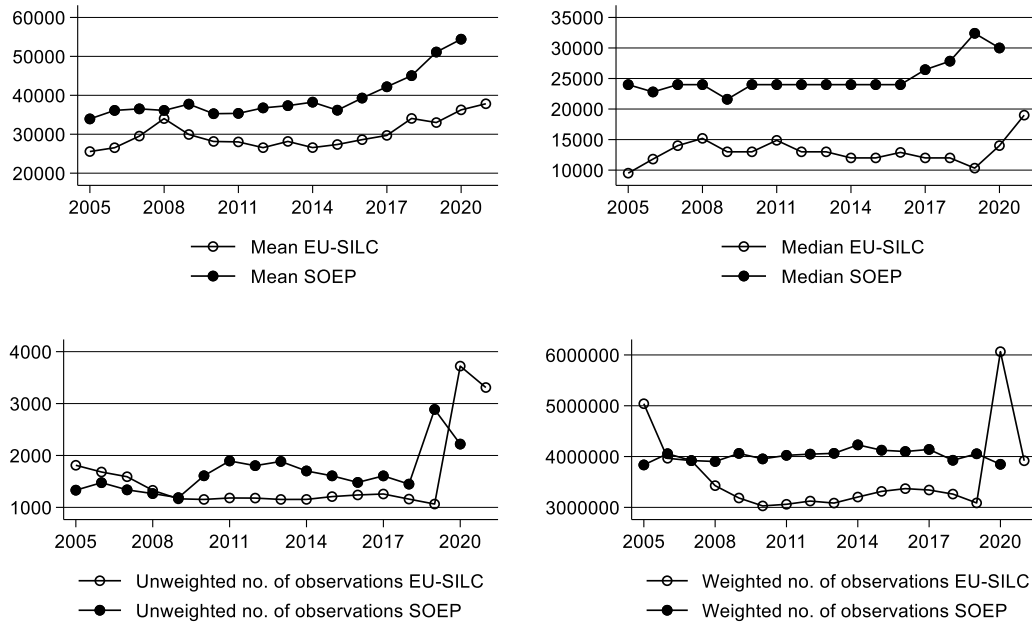 60000
50000
40000
30000
20000
2005 2008 2011 2014 2017 2020
Mean EU-SILC
Mean SOEP
35000
30000
25000
20000
15000
10000
2005 2008 2011 2014 2017 2020
Median EU-SILC
Median SOEP
4000
3000
2000
1000
2005 2008 2011 2014 2017 2020
Unweighted no. of observations EU-SILC
Unweighted no. of observations SOEP
6000000
5000000
4000000
3000000
2005 2008 2011 2014 2017 2020
Weighted no. of observations EU-SILC
Weighted no. of observations SOEP